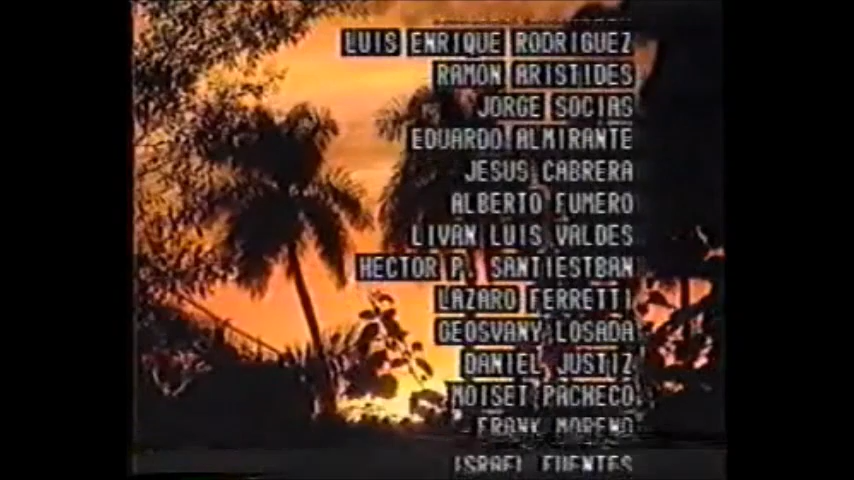 LUIS ENRIQUE RODRIGUEZ
RAMON ARISTIDES
JORGE SOCIAS
EDUARDO ALMIRANTE
JESUS CABRERA
ALBERTO FUMERO
LIVAN LUIS VALDES
HECTOR P. SANTIESTBAN
LAZARO FERRETTI
GEOSVANY LOSADA
DANIEL JUSTIZ
MOISET PACHECO
FRANK MORENO
ISRAEL FUENTES